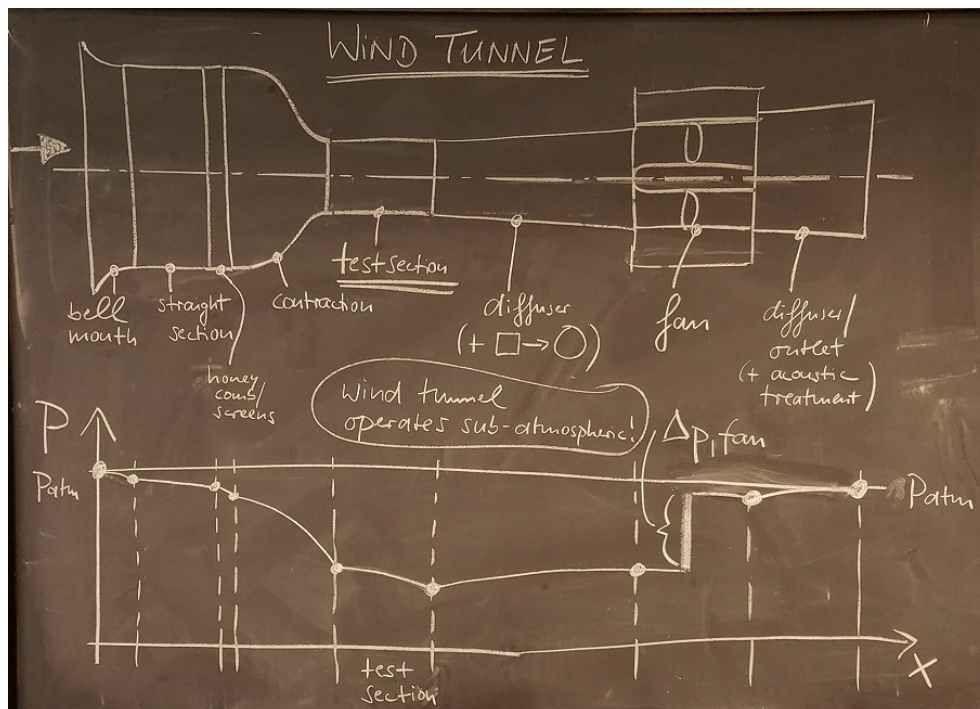 WIND TUNNEL
bell
mouth
straight
section
honey
comb/
screens
contraction
test section
diffuser
(+ □→○)
fan
diffuser/
outlet
(+ acoustic
treatment)
Wind tunnel
operates sub-atmospheric!
Δp,fan
P
Patm
Patm
test
section
x